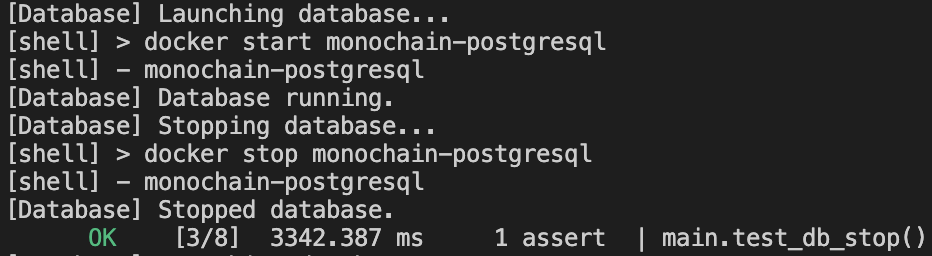 [Database] Launching database...
[shell] > docker start monochain-postgresql
[shell] - monochain-postgresql
[Database] Database running.
[Database] Stopping database...
[shell] > docker stop monochain-postgresql
[shell] - monochain-postgresql
[Database] Stopped database.
OK [3/8] 3342.387 ms 1 assert | main.test_db_stop()